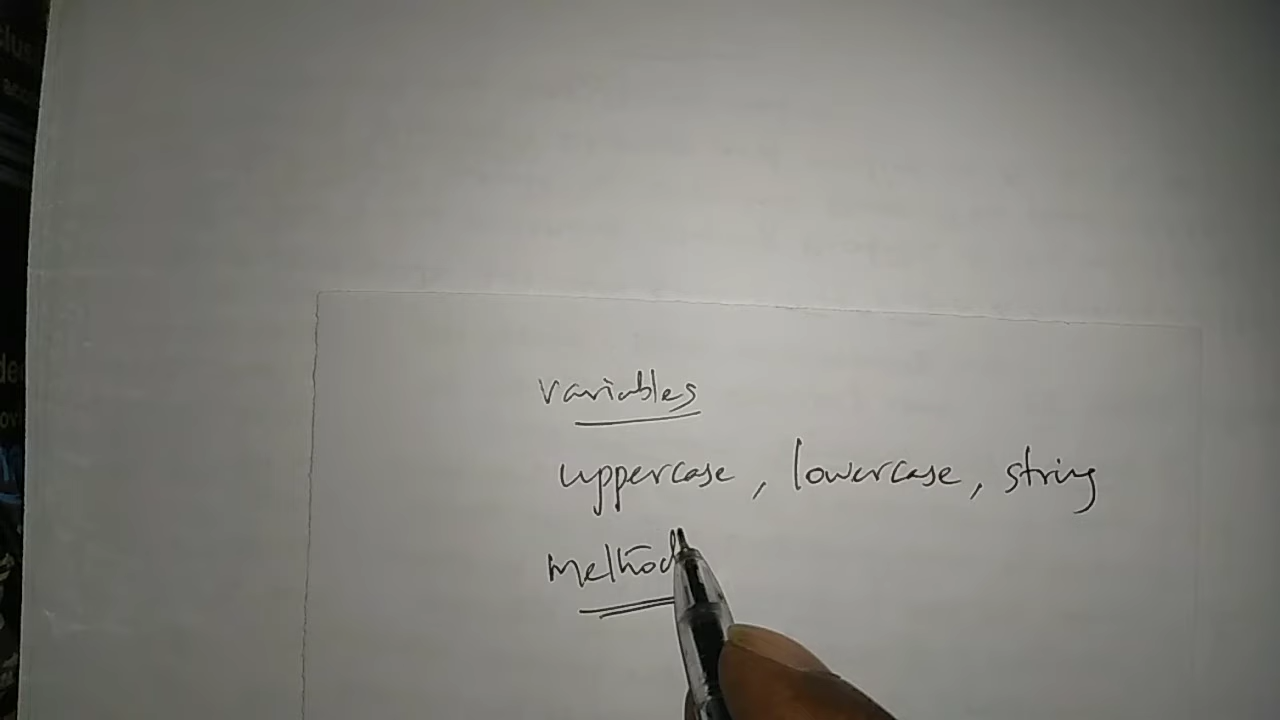 variables
uppercase, lowercase, string
method